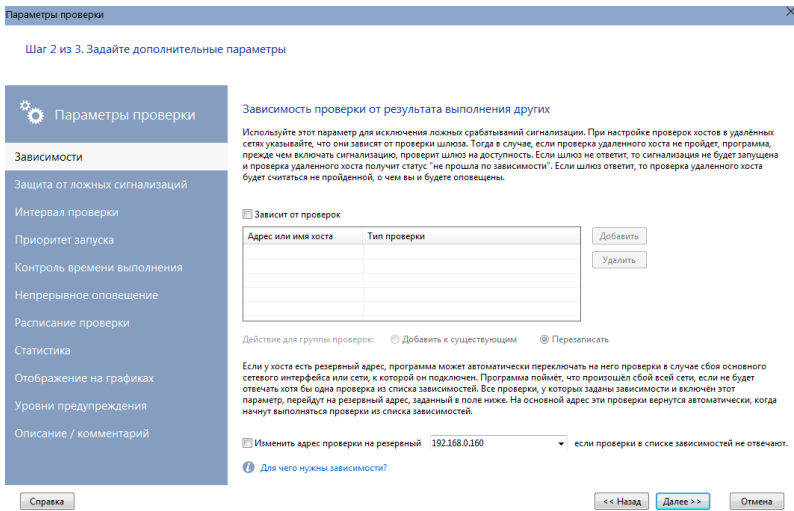 Параметры проверки
Шаг 2 из 3. Задайте дополнительные параметры
Параметры проверки
Зависимости
Защита от ложных сигнализаций
Интервал проверки
Приоритет запуска
Контроль времени выполнения
Непрерывное оповещение
Расписание проверки
Статистика
Отображение на графиках
Уровни предупреждения
Описание / комментарий
Зависимость проверки от результата выполнения других
Используйте этот параметр для исключения ложных срабатываний сигнализации. При настройке проверок хостов в удалённых
сетях указывайте, что они зависят от проверки шлюза. Тогда в случае, если проверка удаленного хоста не пройдет, программа,
прежде чем включать сигнализацию, проверит шлюз на доступность. Если шлюз не ответит, то сигнализация не будет запущена
и проверка удаленного хоста получит статус "не прошла по зависимости". Если шлюз ответит, то проверка удаленного хоста
будет считаться не пройденной, о чем вы и будете оповещены.
Зависит от проверок
Адрес или имя хоста Тип проверки
Добавить
Удалить
Действие для группы проверок: Добавить к существующим Перезаписать
Если у хоста есть резервный адрес, программа может автоматически переключать на него проверки в случае сбоя основного
сетевого интерфейса или сети, к которой он подключен. Программа поймёт, что произошёл сбой всей сети, если не будет
отвечать хотя бы одна проверка из списка зависимостей. Все проверки, у которых заданы зависимости и включён этот
параметр, перейдут на резервный адрес, заданный в поле ниже. На основной адрес эти проверки вернутся автоматически, когда
начнут выполняться проверки из списка зависимостей.
Изменить адрес проверки на резервный 192.168.0.160 если проверки в списке зависимостей не отвечают.
Для чего нужны зависимости?
Справка << Назад Далее >> Отмена